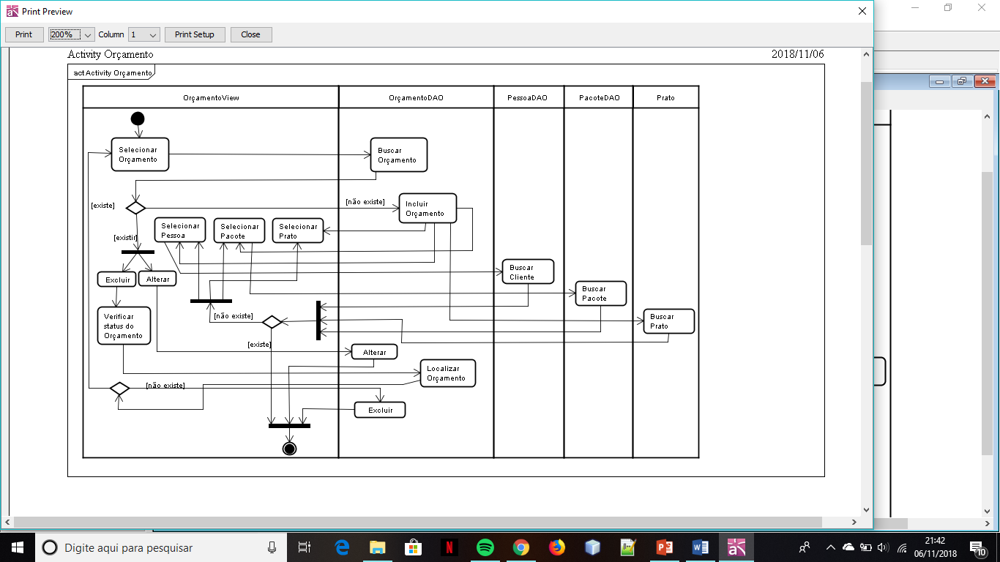 Print Preview
Print 200% Column 1 Print Setup Close
Activity Orçamento 2018/11/06
act Activity Orçamento
OrçamentoView OrçamentoDAO PessoaDAO PacoteDAO Prato
Selecionar
Orçamento
Buscar
Orçamento
[existe]
[não existe]
Incluir
Orçamento
Selecionar
Pessoa
Selecionar
Pacote
Selecionar
Prato
[existir]
Excluir
Alterar
Buscar
Cliente
Buscar
Pacote
Verificar
status do
Orçamento
[não existe]
Buscar
Prato
[existe]
Alterar
Localizar
Orçamento
[não existe]
Excluir
Digite aqui para pesquisar
21:42
06/11/2018
10